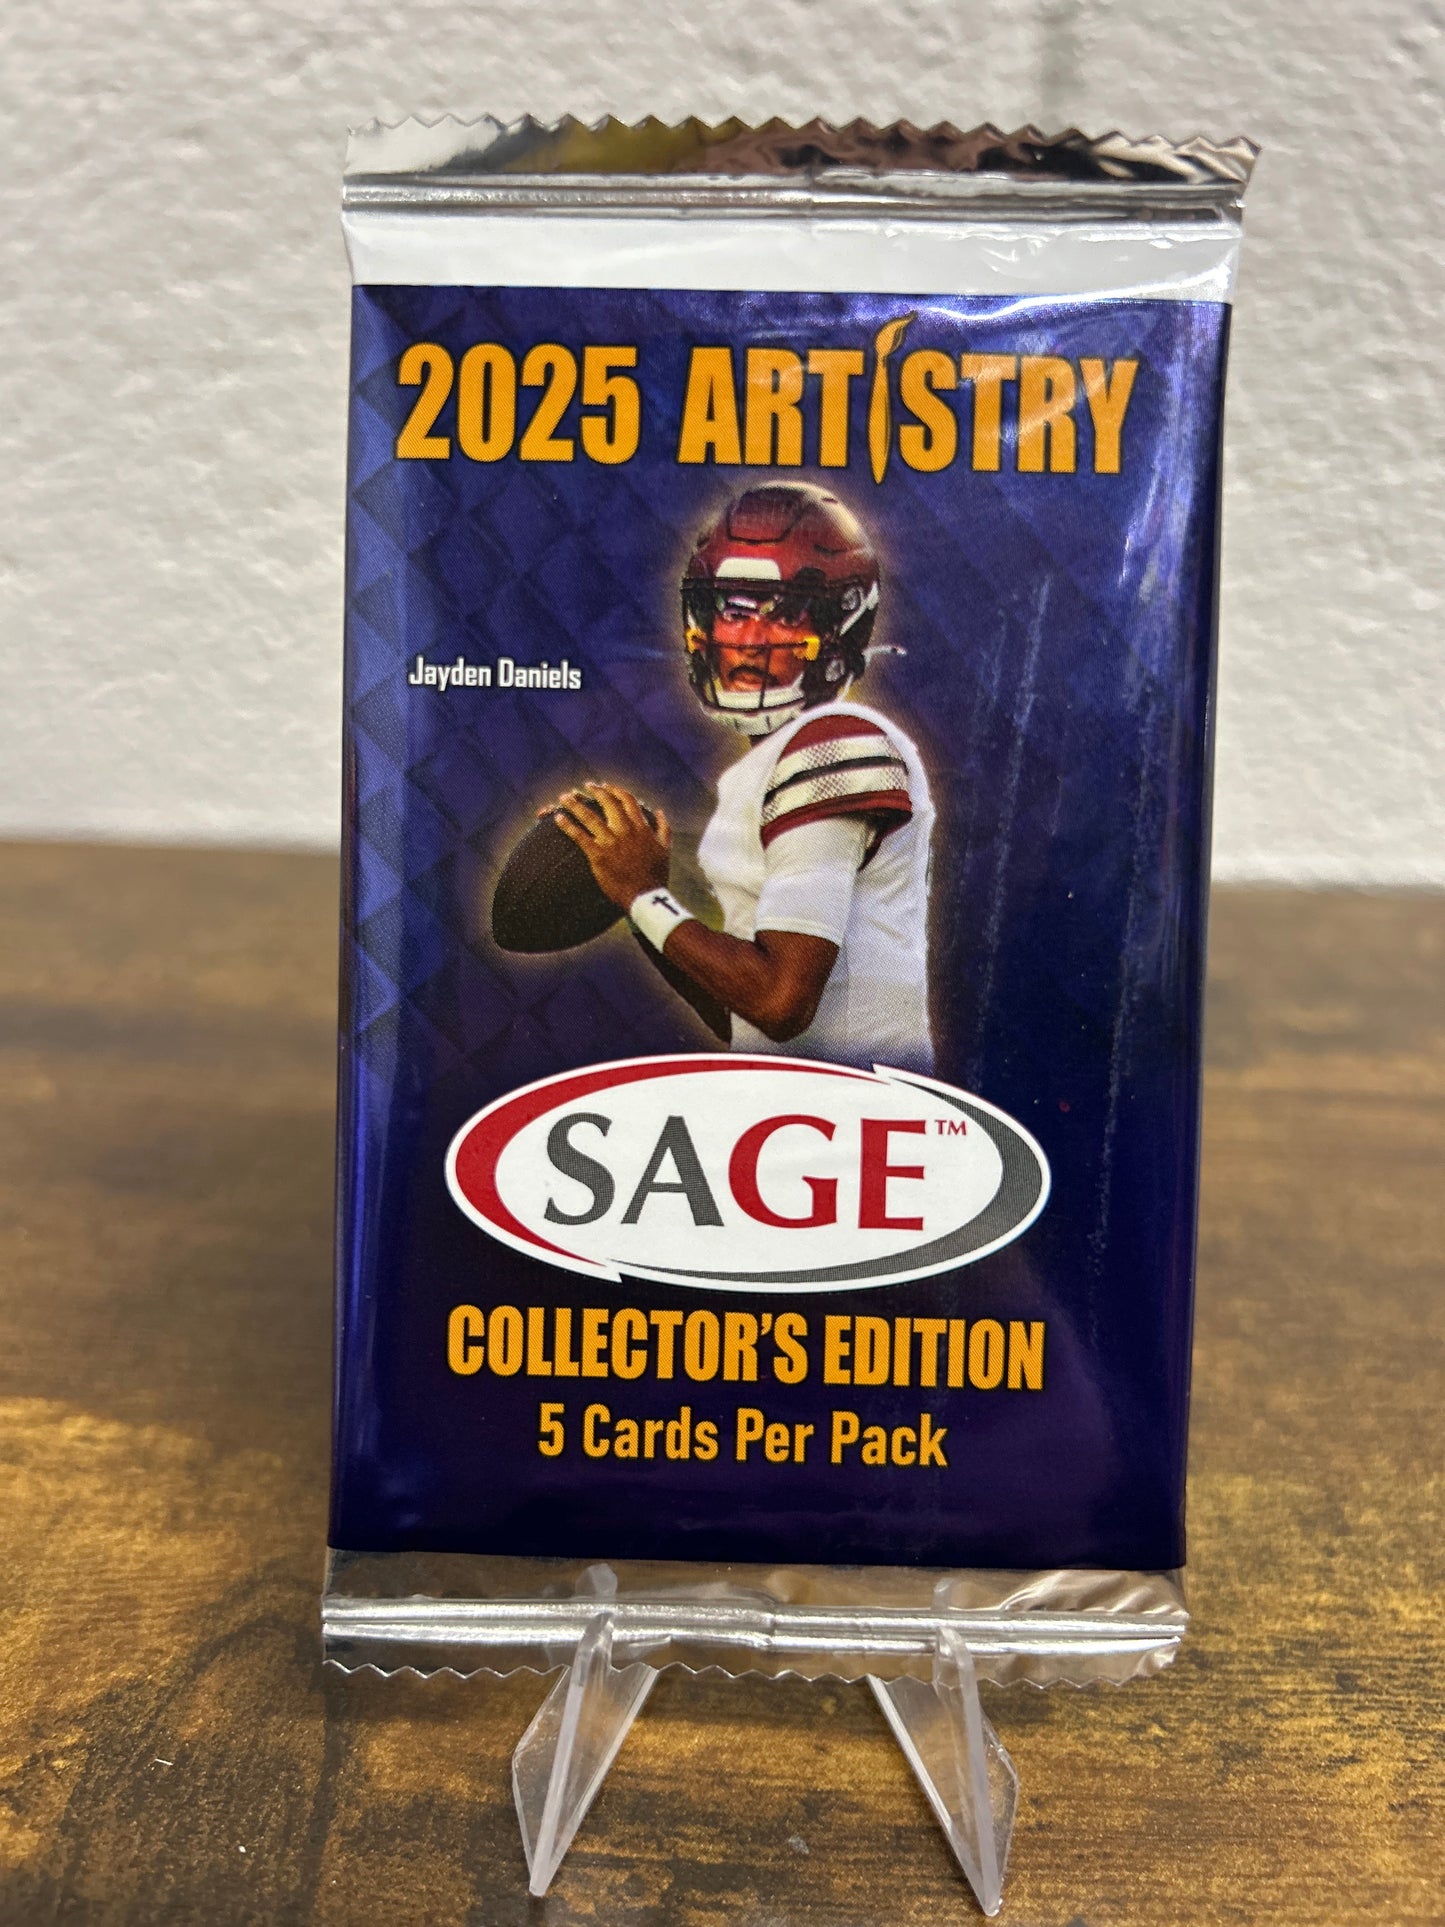 2025 ARTISTRY
Jayden Daniels
SAGE™
COLLECTOR'S EDITION
5 Cards Per Pack